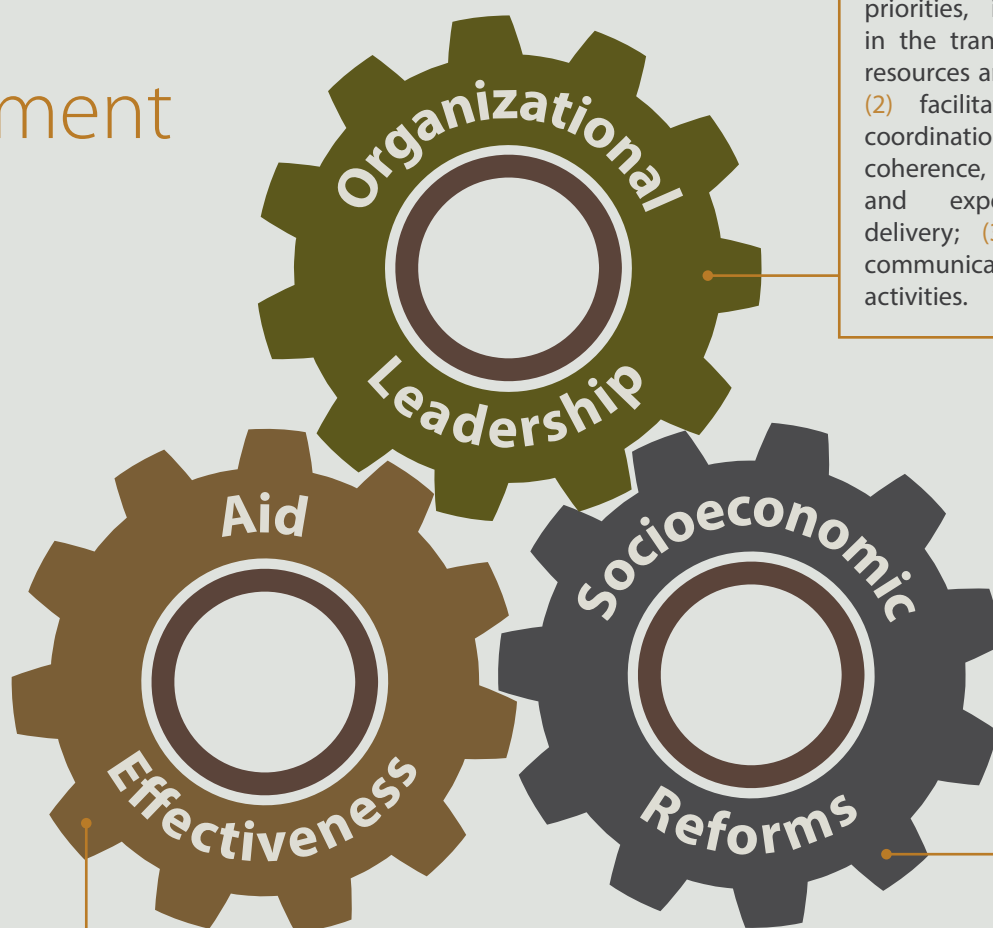 ment
priorities,
in the tran
resources a
(2) facilita
coordinatio
coherence,
and expe
delivery; (3
communica
activities.
Organizational
Leadership
Aid
Effectiveness
Socioeconomic
Reforms